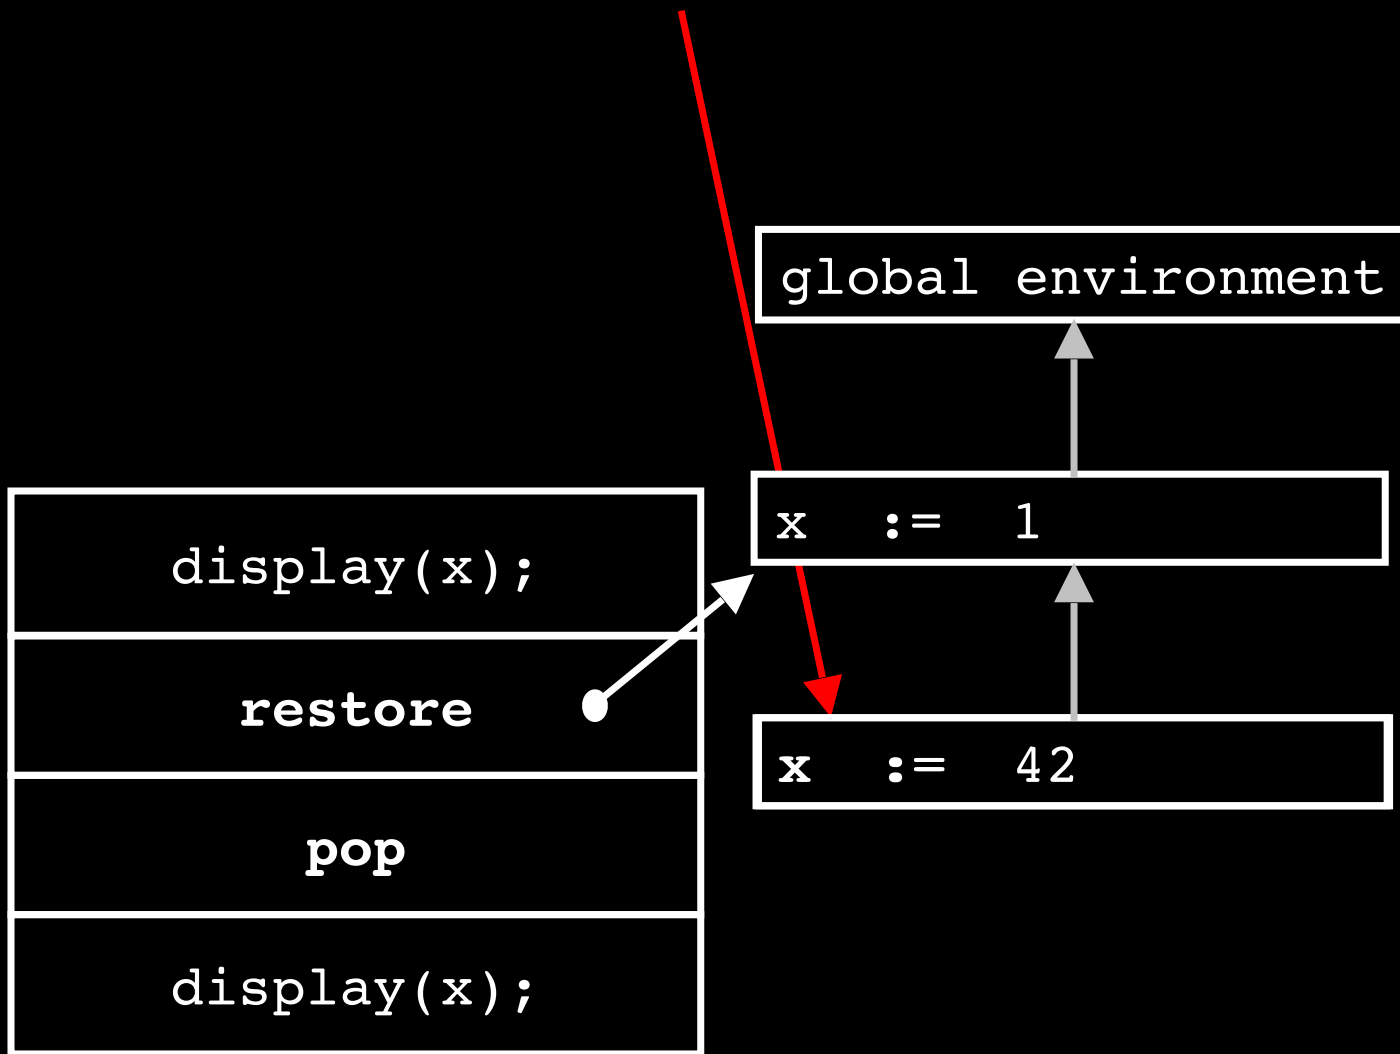 global environment
x := 1
display(x);
restore
x := 42
pop
display(x);